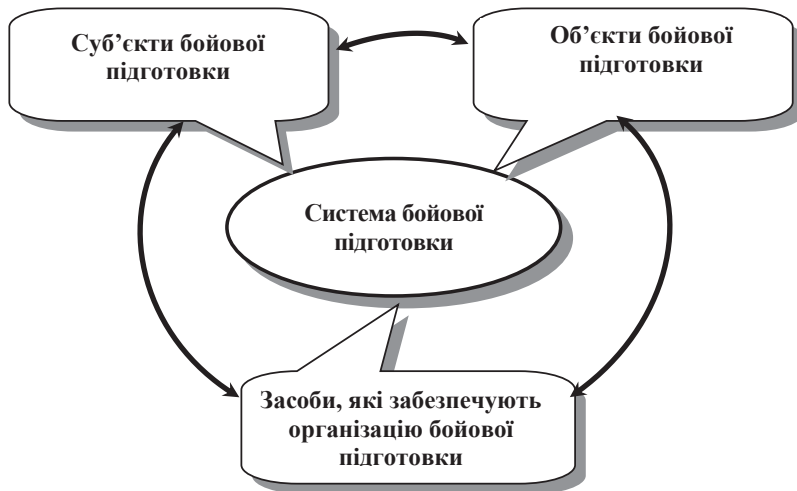 Суб’єкти бойової
підготовки
Об’єкти бойової
підготовки
Система бойової
підготовки
Засоби, які забезпечують
організацію бойової
підготовки